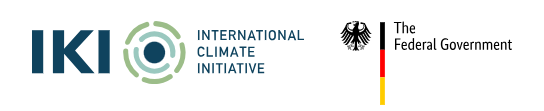 IKI
INTERNATIONAL
CLIMATE
INITIATIVE
The
Federal Government